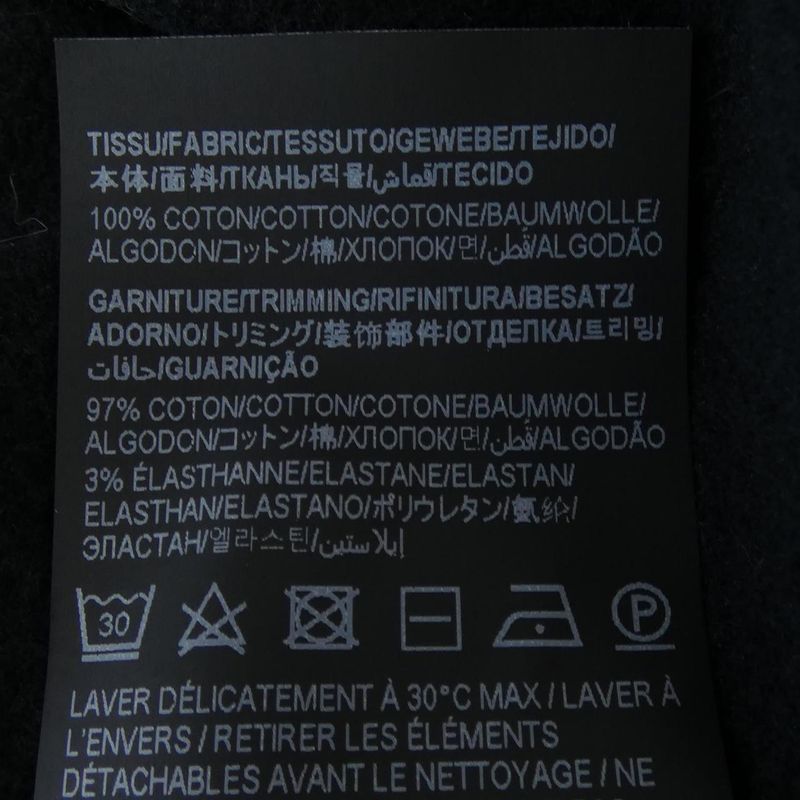 TISSU/FABRIC/TESSUTO/GEWEBE/TEJIDO/
本体/面料/ТКАНЬ/직물/قماش/TECIDO
100% COTON/COTTON/COTONE/BAUMWOLLE/
ALGODON/コットン/棉/ХЛОПОК/면/قطن/ALGODÃO
GARNITURE/TRIMMING/RIFINITURA/BESATZ/
ADORNO/トリミング/装饰部件/ОТДЕЛКА/트리밍/
حافات/GUARNIÇÃO
97% COTON/COTTON/COTONE/BAUMWOLLE/
ALGODON/コットン/棉/ХЛОПОК/면/قطن/ALGODÃO
3% ÉLASTHANNE/ELASTANE/ELASTAN/
ELASTHAN/ELASTANO/ポリウレタン/氨纶/
ЭЛАСТАН/엘라스틴/إيلاستين
30 P
LAVER DÉLICATEMENT À 30°C MAX / LAVER À
L'ENVERS / RETIRER LES ÉLÉMENTS
DÉTACHABLES AVANT LE NETTOYAGE / NE